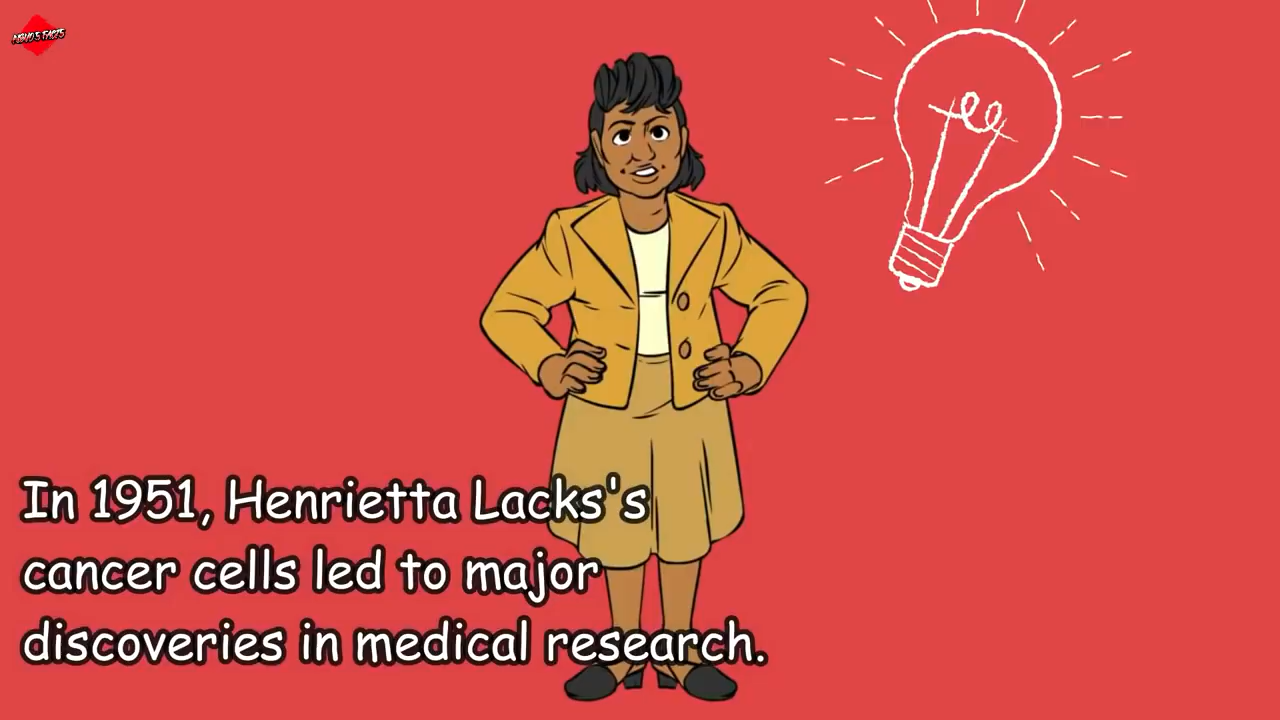 In 1951, Henrietta Lacks's
cancer cells led to major
discoveries in medical research.